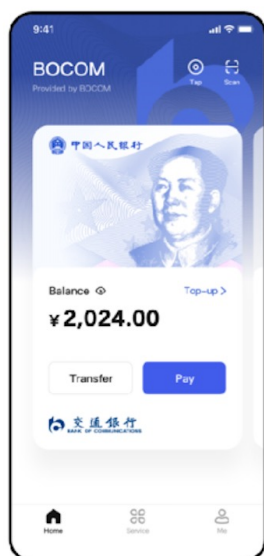 9:41
BOCOM
Provided by BOCOM
Tap
Scan
中国人民银行
Balance
Top-up >
¥2,024.00
Transfer
Pay
交通银行
BANK OF COMMUNICATIONS
Home
Service
Me